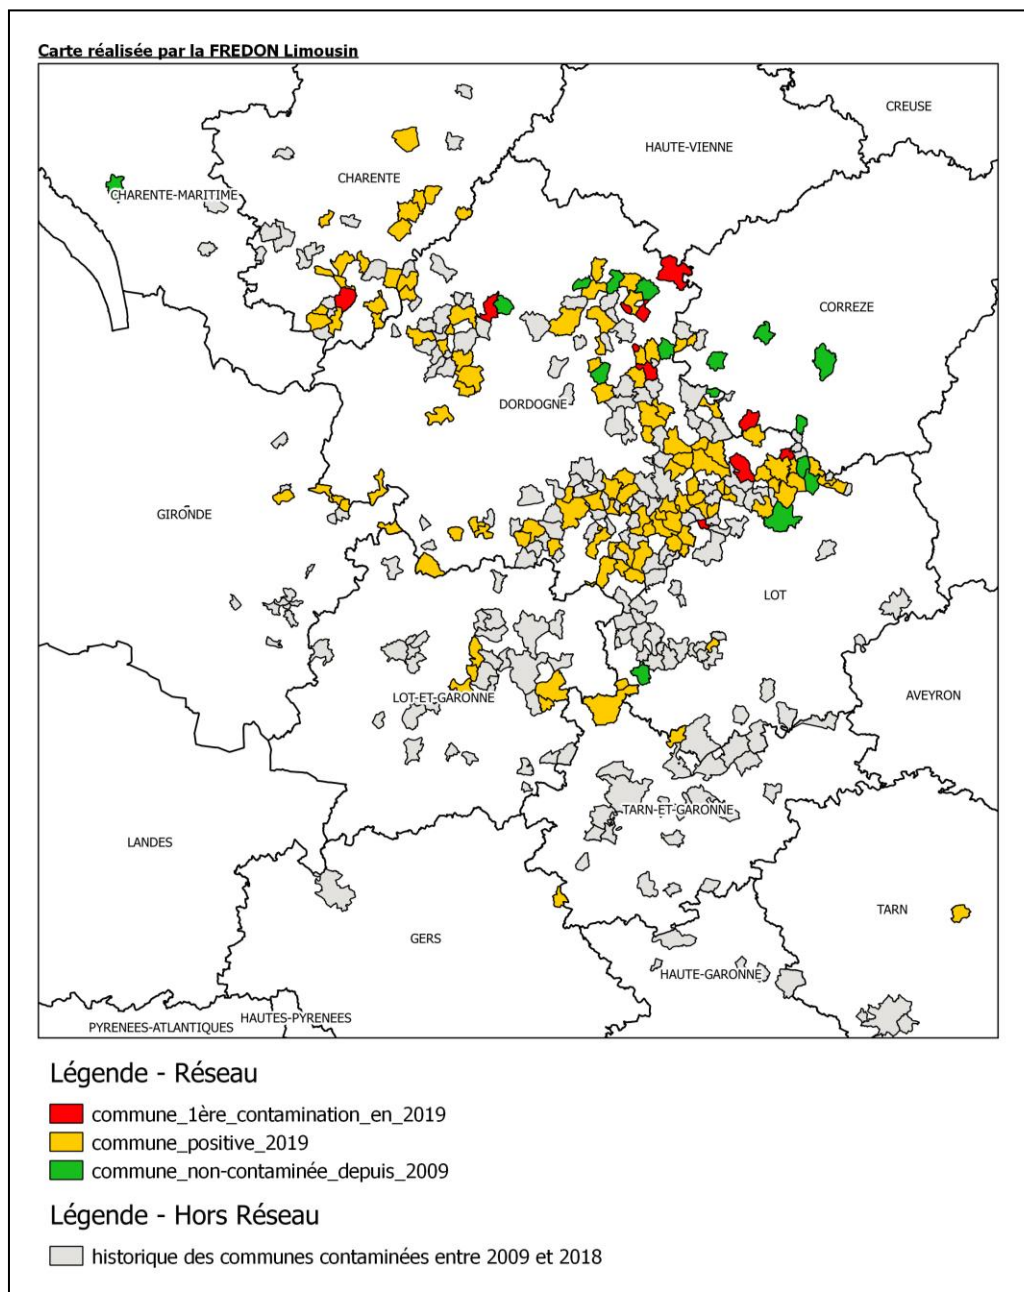 Carte réalisée par la FREDON Limousin
CREUSE
HAUTE-VIENNE
CHARENTE
CHARENTE-MARITIME
CORREZE
DORDOGNE
GIRONDE
LOT
AVEYRON
LOT-ET-GARONNE
TARN-ET-GARONNE
LANDES
TARN
GERS
HAUTE-GARONNE
HAUTES-PYRENEES
PYRENEES-ATLANTIQUES
Légende - Réseau
commune_1ère_contamination_en_2019
commune_positive_2019
commune_non-contaminée_depuis_2009
Légende - Hors Réseau
historique des communes contaminées entre 2009 et 2018